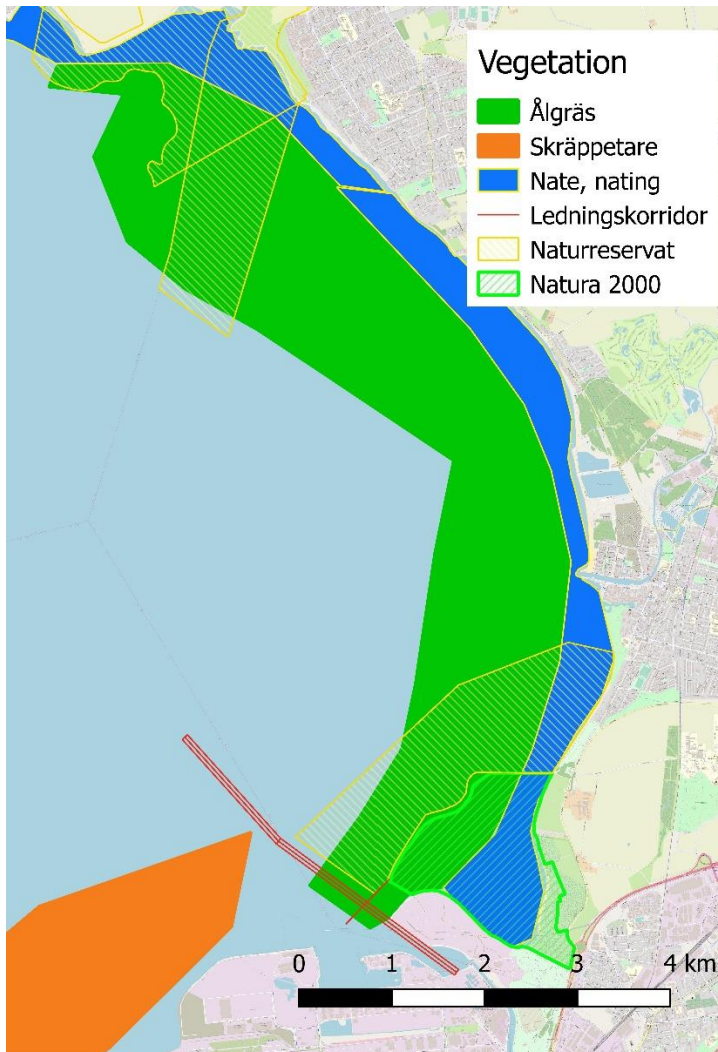 Vegetation
Ålgräs
Skräppetare
Nate, nating
Ledningskorridor
Naturreservat
Natura 2000
0 1 2 3 4 km